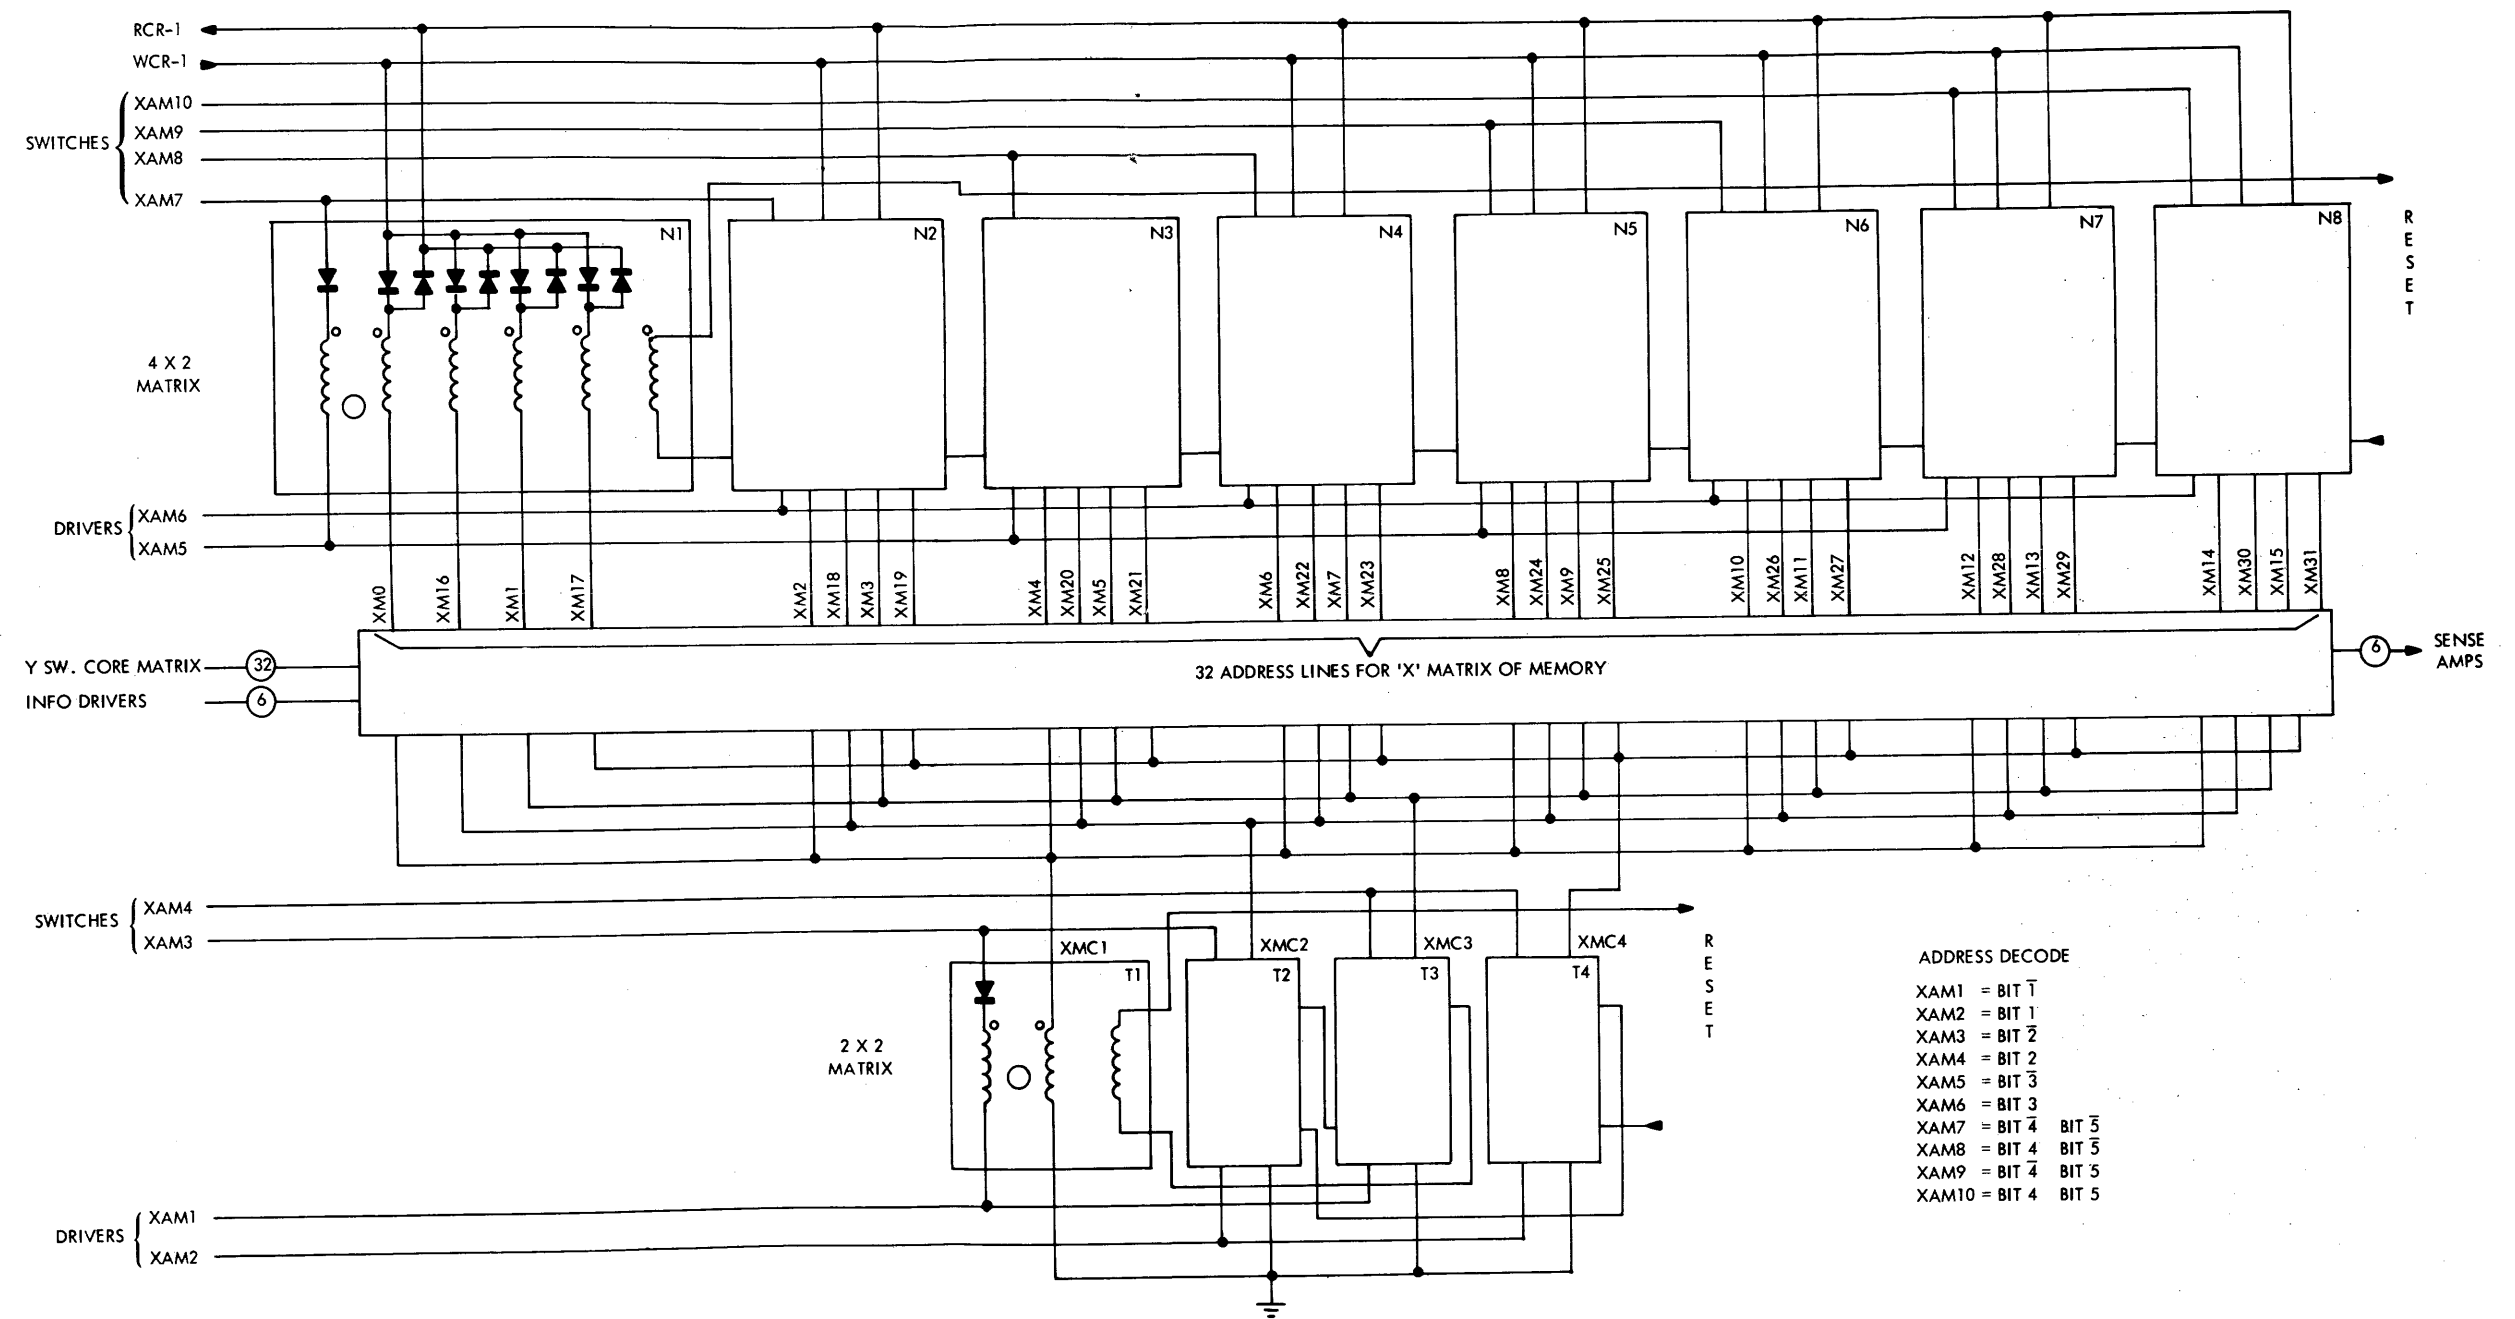 RCR-1
WCR-1
SWITCHES
XAM10
XAM9
XAM8
XAM7
N1
N2
N3
N4
N5
N6
N7
N8
RESET
4 X 2
MATRIX
DRIVERS
XAM6
XAM5
XM0
XM16
XM1
XM17
XM2
XM18
XM3
XM19
XM4
XM20
XM5
XM21
XM6
XM22
XM7
XM23
XM8
XM24
XM9
XM25
XM10
XM26
XM11
XM27
XM12
XM28
XM13
XM29
XM14
XM30
XM15
XM31
Y SW. CORE MATRIX
32
INFO DRIVERS
6
32 ADDRESS LINES FOR 'X' MATRIX OF MEMORY
6
SENSE
AMPS
SWITCHES
XAM4
XAM3
XMC1
XMC2
XMC3
XMC4
T1
T2
T3
T4
RESET
2 X 2
MATRIX
DRIVERS
XAM1
XAM2
ADDRESS DECODE
XAM1 = BIT 1̅
XAM2 = BIT 1
XAM3 = BIT 2̅
XAM4 = BIT 2
XAM5 = BIT 3̅
XAM6 = BIT 3
XAM7 = BIT 4̅ BIT 5̅
XAM8 = BIT 4 BIT 5̅
XAM9 = BIT 4̅ BIT 5
XAM10 = BIT 4 BIT 5